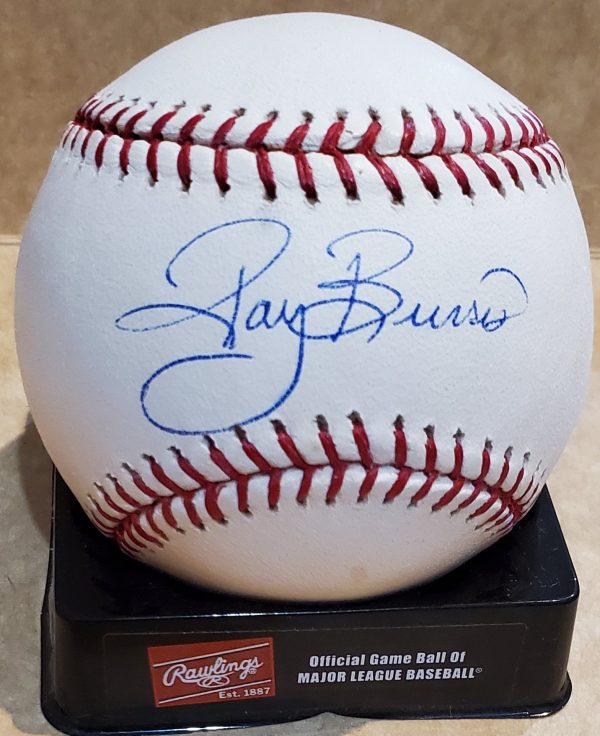 Ray Burris
Rawlings®
Est. 1887
Official Game Ball Of
MAJOR LEAGUE BASEBALL®